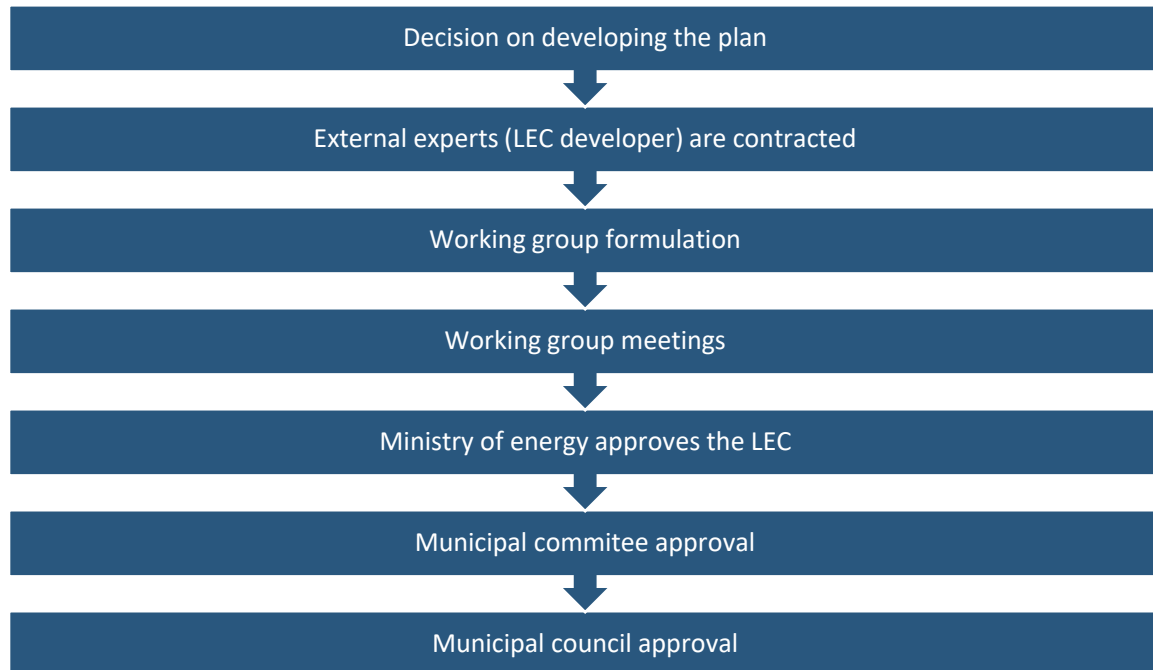 Decision on developing the plan
External experts (LEC developer) are contracted
Working group formulation
Working group meetings
Ministry of energy approves the LEC
Municipal commitee approval
Municipal council approval